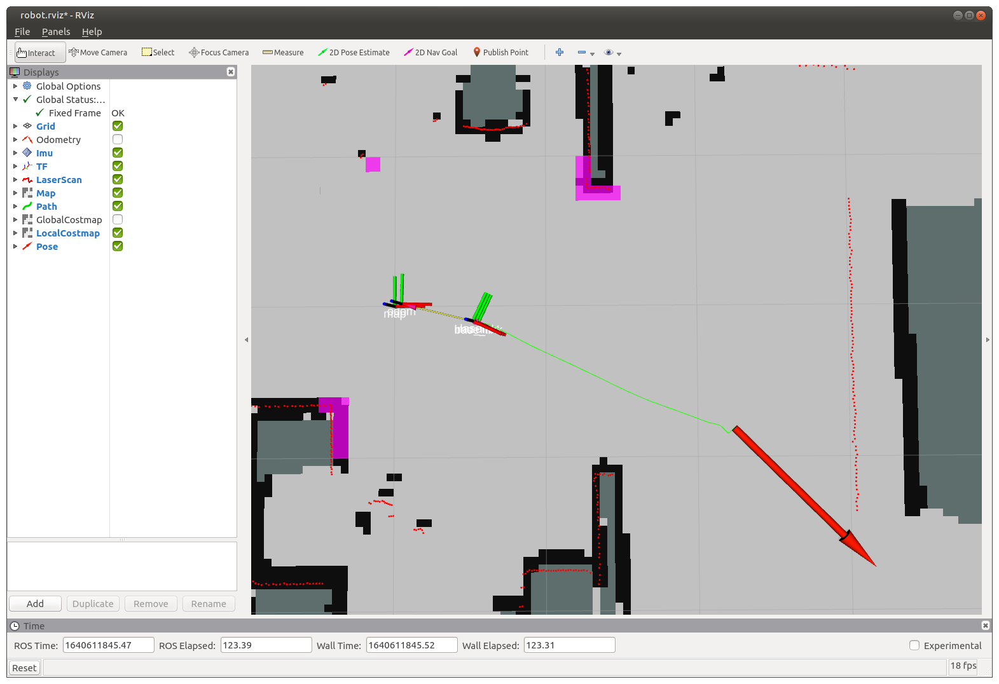 robot.rviz* - RViz
File Panels Help
Interact Move Camera Select Focus Camera Measure 2D Pose Estimate 2D Nav Goal Publish Point
Displays
Global Options
Global Status:...
Fixed Frame OK
Grid
Odometry
Imu
TF
LaserScan
Map
Path
GlobalCostmap
LocalCostmap
Pose
odom
map
Add Duplicate Remove Rename
Time
ROS Time: 1640611845.47 ROS Elapsed: 123.39 Wall Time: 1640611845.52 Wall Elapsed: 123.31 Experimental
Reset 18 fps